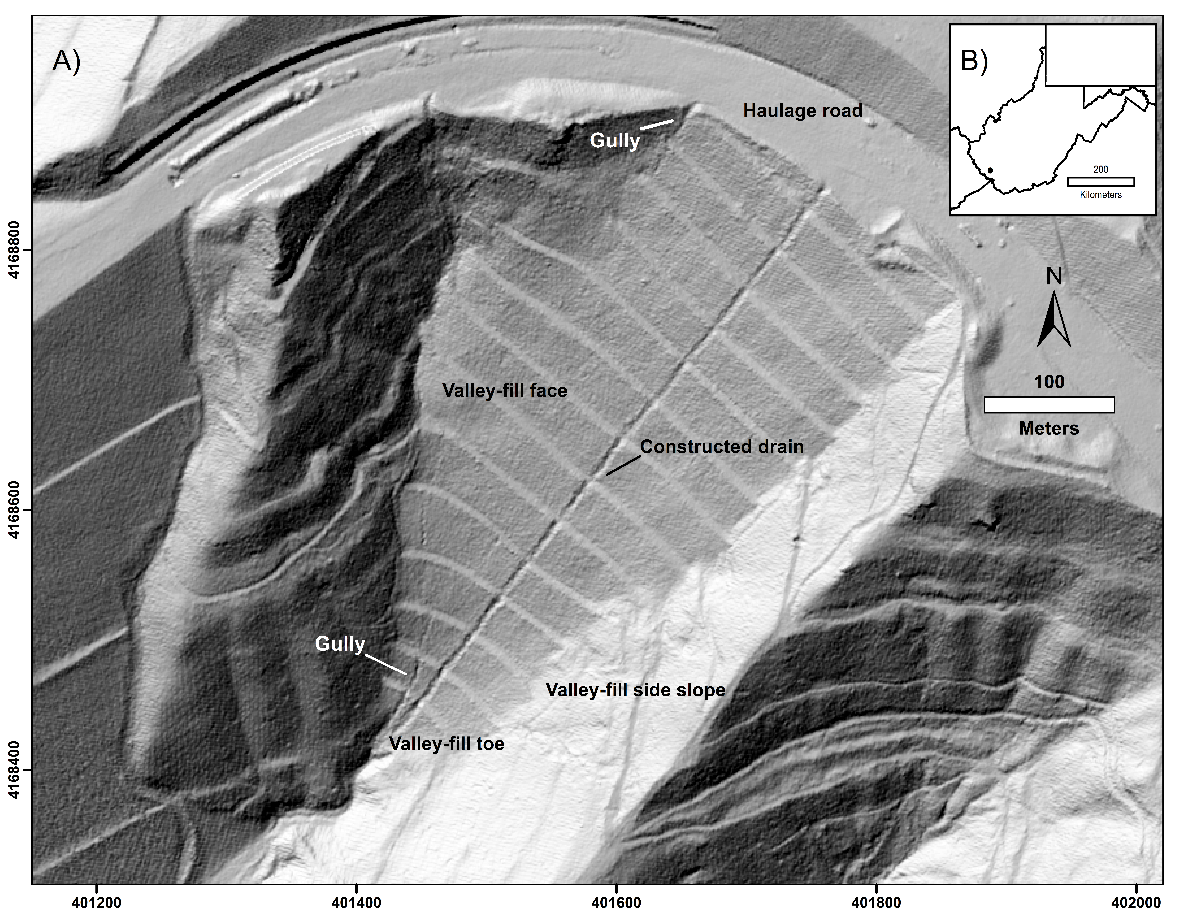 A)
B)
Haulage road
Gully
200
Kilometers
4168800
N
100
Meters
Valley-fill face
Constructed drain
4168600
Gully
Valley-fill side slope
Valley-fill toe
4168400
401200
401400
401600
401800
402000